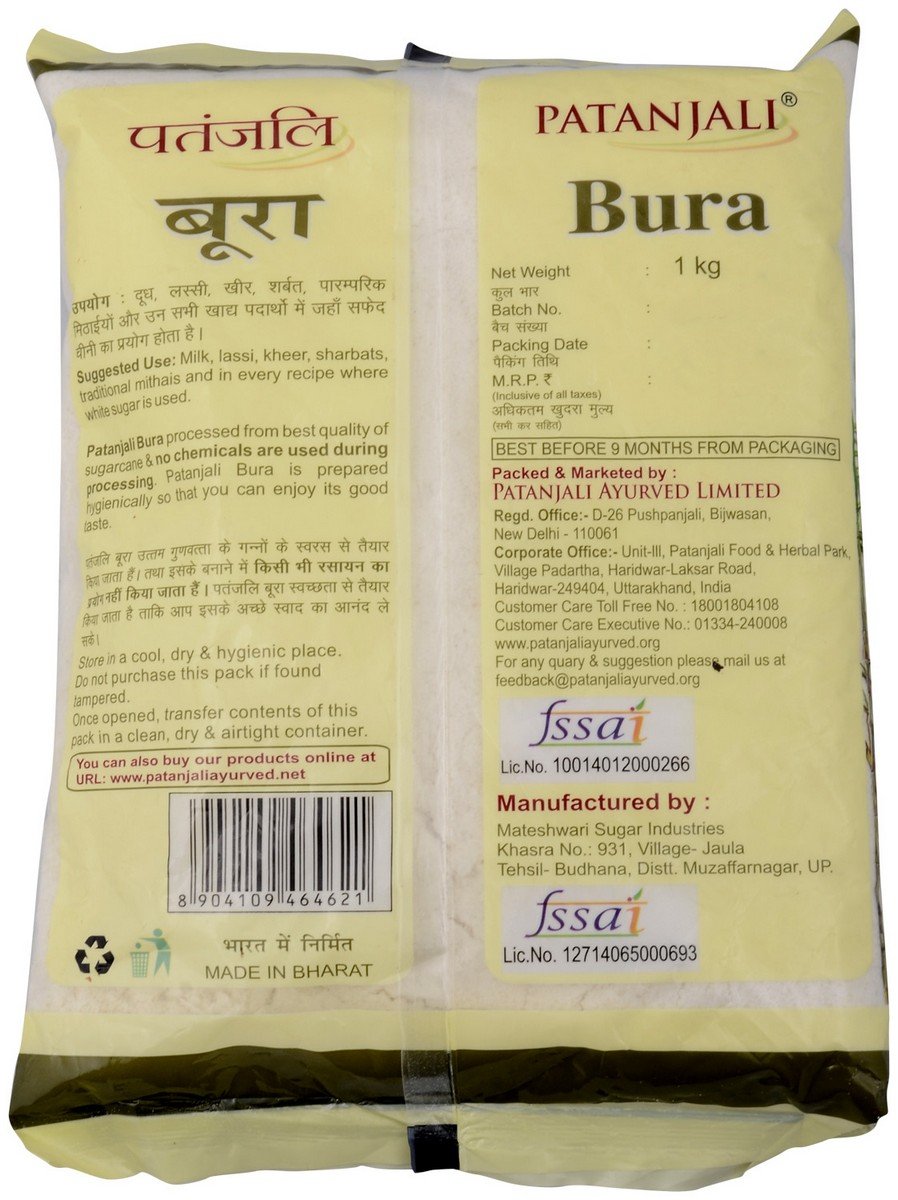 पतंजलि
बूरा
उपयोग : दूध, लस्सी, खीर, शर्बत, पारम्परिक
मिठाईयों और उन सभी खाद्य पदार्थो में जहाँ सफेद
चीनी का प्रयोग होता है।
Suggested Use: Milk, lassi, kheer, sharbats,
traditional mithais and in every recipe where
white sugar is used.
Patanjali Bura processed from best quality of
sugarcane & no chemicals are used during
processing. Patanjali Bura is prepared
hygienically so that you can enjoy its good
taste.
पतंजलि बूरा उत्तम गुणवत्ता के गन्नों के स्वरस से तैयार
किया जाता हैं। तथा इसके बनाने में किसी भी रसायन का
प्रयोग नहीं किया जाता हैं। पतंजलि बूरा स्वच्छता से तैयार
किया जाता है ताकि आप इसके अच्छे स्वाद का आनंद ले
सके।
Store in a cool, dry & hygienic place.
Do not purchase this pack if found
tampered.
Once opened, transfer contents of this
pack in a clean, dry & airtight container.
You can also buy our products online at
URL: www.patanjaliayurved.net
8 904109 464621
भारत में निर्मित
MADE IN BHARAT
PATANJALI®
Bura
Net Weight : 1 kg
कुल भार
Batch No. :
बैच संख्या
Packing Date :
पैकिंग तिथि
M.R.P. ₹ :
(Inclusive of all taxes)
अधिकतम खुदरा मुल्य
(सभी कर सहित)
BEST BEFORE 9 MONTHS FROM PACKAGING
Packed & Marketed by :
PATANJALI AYURVED LIMITED
Regd. Office:- D-26 Pushpanjali, Bijwasan,
New Delhi - 110061
Corporate Office:- Unit-III, Patanjali Food & Herbal Park,
Village Padartha, Haridwar-Laksar Road,
Haridwar-249404, Uttarakhand, India
Customer Care Toll Free No. : 18001804108
Customer Care Executive No.: 01334-240008
www.patanjaliayurved.org
For any quary & suggestion please mail us at
feedback@patanjaliayurved.org
fssai
Lic.No. 10014012000266
Manufactured by :
Mateshwari Sugar Industries
Khasra No.: 931, Village- Jaula
Tehsil- Budhana, Distt. Muzaffarnagar, UP.
fssai
Lic.No. 12714065000693